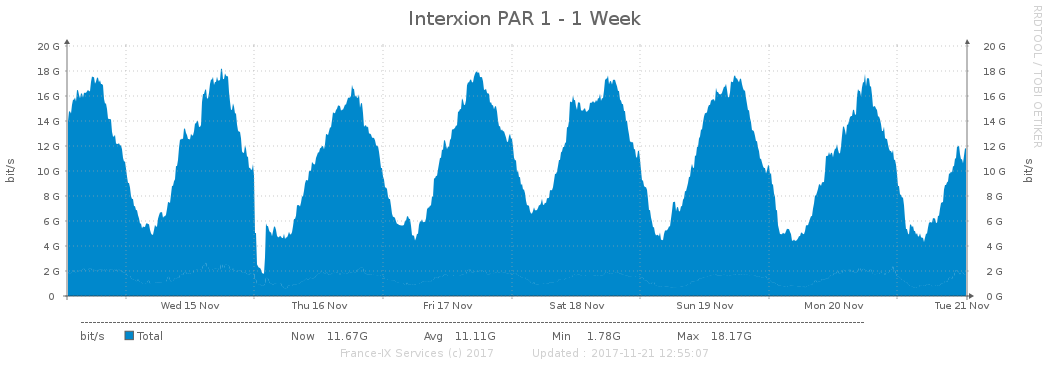 Interxion PAR 1 - 1 Week
RRDTOOL / TOBI OETIKER
bit/s
20 G
18 G
16 G
14 G
12 G
10 G
8 G
6 G
4 G
2 G
0
20 G
18 G
16 G
14 G
12 G
10 G
8 G
6 G
4 G
2 G
0 G
bit/s
Wed 15 Nov Thu 16 Nov Fri 17 Nov Sat 18 Nov Sun 19 Nov Mon 20 Nov Tue 21 Nov
bit/s Total Now 11.67G Avg 11.11G Min 1.78G Max 18.17G
France-IX Services (c) 2017 Updated : 2017-11-21 12:55:07